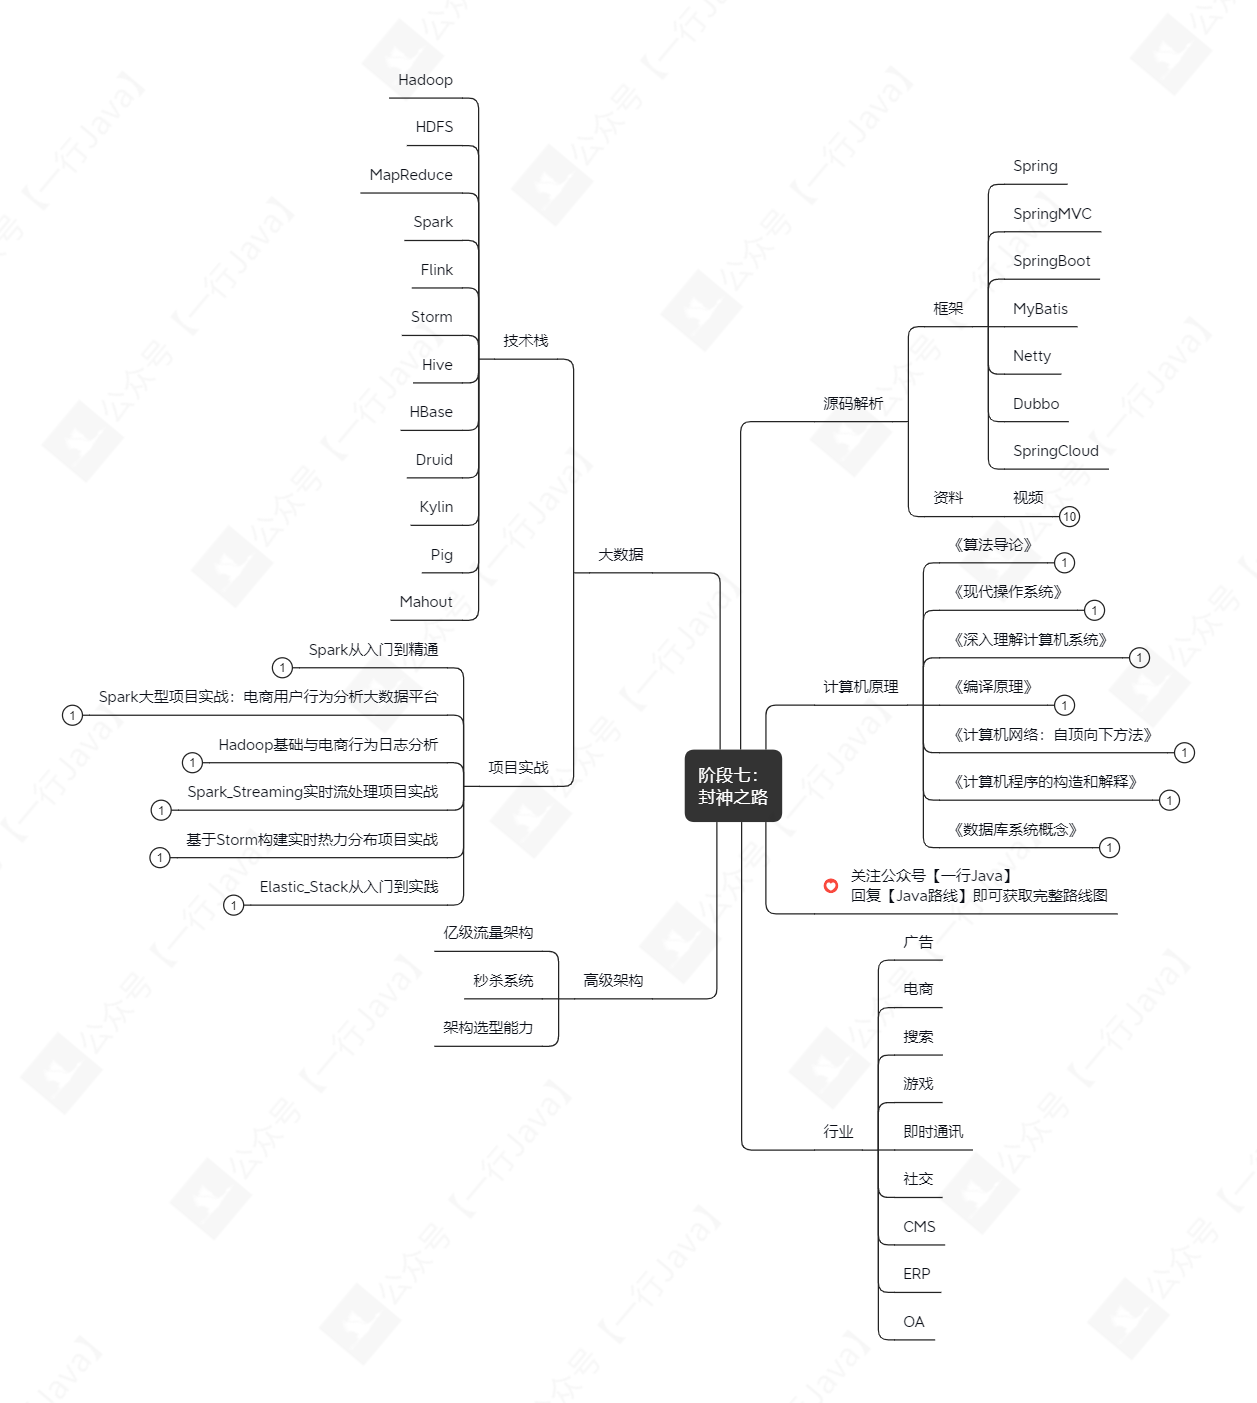 阶段七：
封神之路
源码解析
框架
Spring
SpringMVC
SpringBoot
MyBatis
Netty
Dubbo
SpringCloud
资料
视频
10
计算机原理
《算法导论》
1
《现代操作系统》
1
《深入理解计算机系统》
1
《编译原理》
1
《计算机网络：自顶向下方法》
1
《计算机程序的构造和解释》
1
《数据库系统概念》
1
关注公众号【一行Java】
回复【Java路线】即可获取完整路线图
行业
广告
电商
搜索
游戏
即时通讯
社交
CMS
ERP
OA
大数据
技术栈
Hadoop
HDFS
MapReduce
Spark
Flink
Storm
Hive
HBase
Druid
Kylin
Pig
Mahout
项目实战
Spark从入门到精通
1
Spark大型项目实战：电商用户行为分析大数据平台
1
Hadoop基础与电商行为日志分析
1
Spark_Streaming实时流处理项目实战
1
基于Storm构建实时热力分布项目实战
1
Elastic_Stack从入门到实践
1
高级架构
亿级流量架构
秒杀系统
架构选型能力
公众号【一行Java】